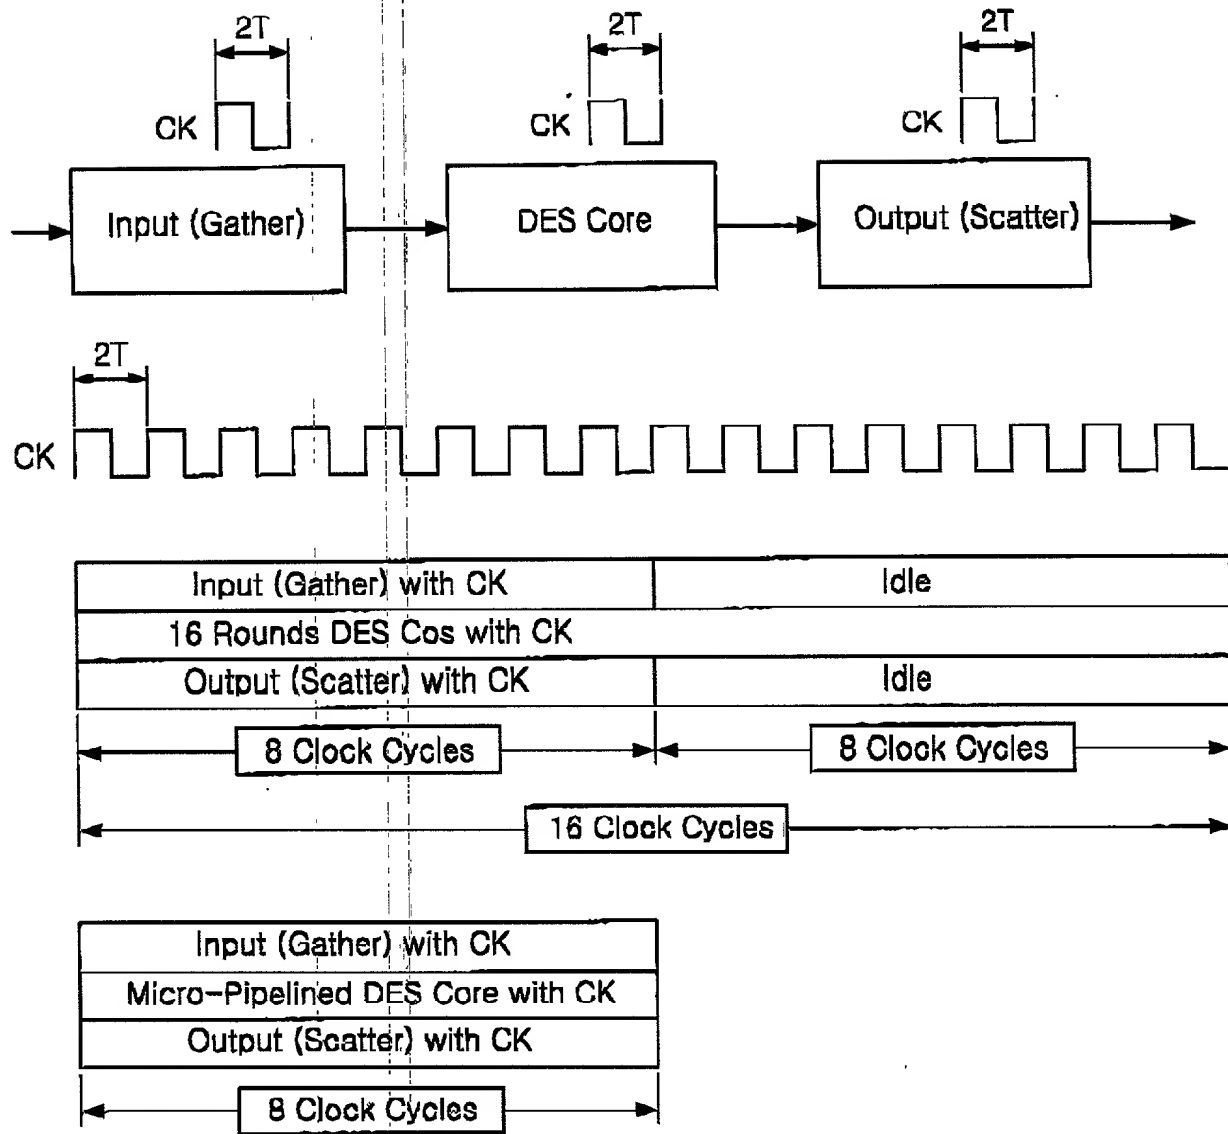 2T 2T 2T
CK CK CK
Input (Gather) DES Core Output (Scatter)
2T
CK
Input (Gather) with CK Idle
16 Rounds DES Cos with CK
Output (Scatter) with CK Idle
8 Clock Cycles 8 Clock Cycles
16 Clock Cycles
Input (Gather) with CK
Micro-Pipelined DES Core with CK
Output (Scatter) with CK
8 Clock Cycles